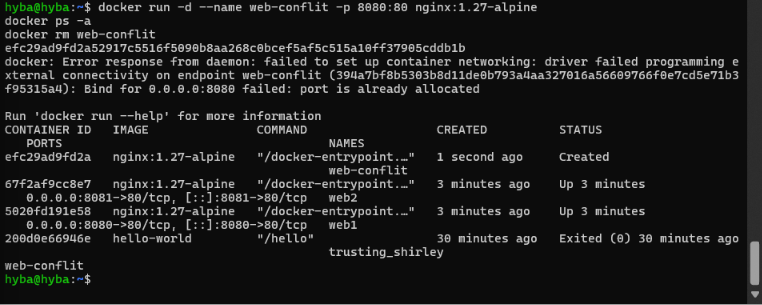 hyba@hyba:~$ docker run -d --name web-conflit -p 8080:80 nginx:1.27-alpine
docker ps -a
docker rm web-conflit
efc29ad9fd2a52917c5516f5090b8aa268c0bcef5af5c515a10ff37905cddb1b
docker: Error response from daemon: failed to set up container networking: driver failed programming e
xternal connectivity on endpoint web-conflit (394a7bf8b5303b8d11de0b793a4aa327016a56609766f0e7cd5e71b3
f95315a4): Bind for 0.0.0.0:8080 failed: port is already allocated

Run 'docker run --help' for more information
CONTAINER ID   IMAGE               COMMAND                  CREATED          STATUS
   PORTS                                     NAMES
efc29ad9fd2a   nginx:1.27-alpine   "/docker-entrypoint.…"   1 second ago     Created
                                             web-conflit
67f2af9cc8e7   nginx:1.27-alpine   "/docker-entrypoint.…"   3 minutes ago    Up 3 minutes
   0.0.0.0:8081->80/tcp, [::]:8081->80/tcp   web2
5020fd191e58   nginx:1.27-alpine   "/docker-entrypoint.…"   3 minutes ago    Up 3 minutes
   0.0.0.0:8080->80/tcp, [::]:8080->80/tcp   web1
200d0e66946e   hello-world         "/hello"                 30 minutes ago   Exited (0) 30 minutes ago
                                             trusting_shirley
web-conflit
hyba@hyba:~$